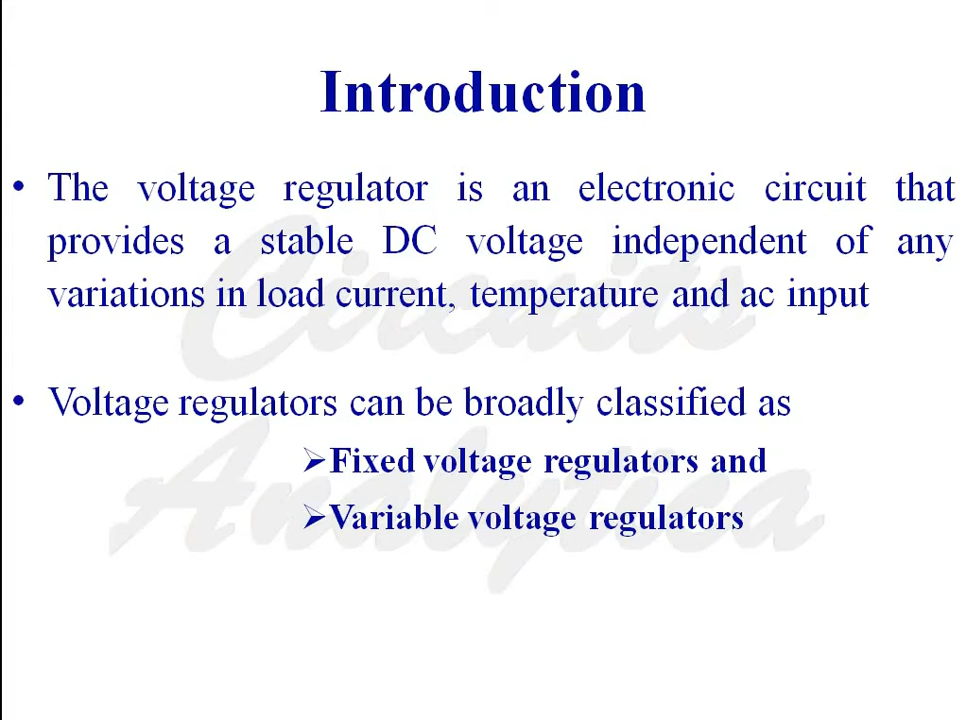 Introduction
• The voltage regulator is an electronic circuit that
provides a stable DC voltage independent of any
variations in load current, temperature and ac input
• Voltage regulators can be broadly classified as
➢Fixed voltage regulators and
➢Variable voltage regulators
Circuits
Analytica